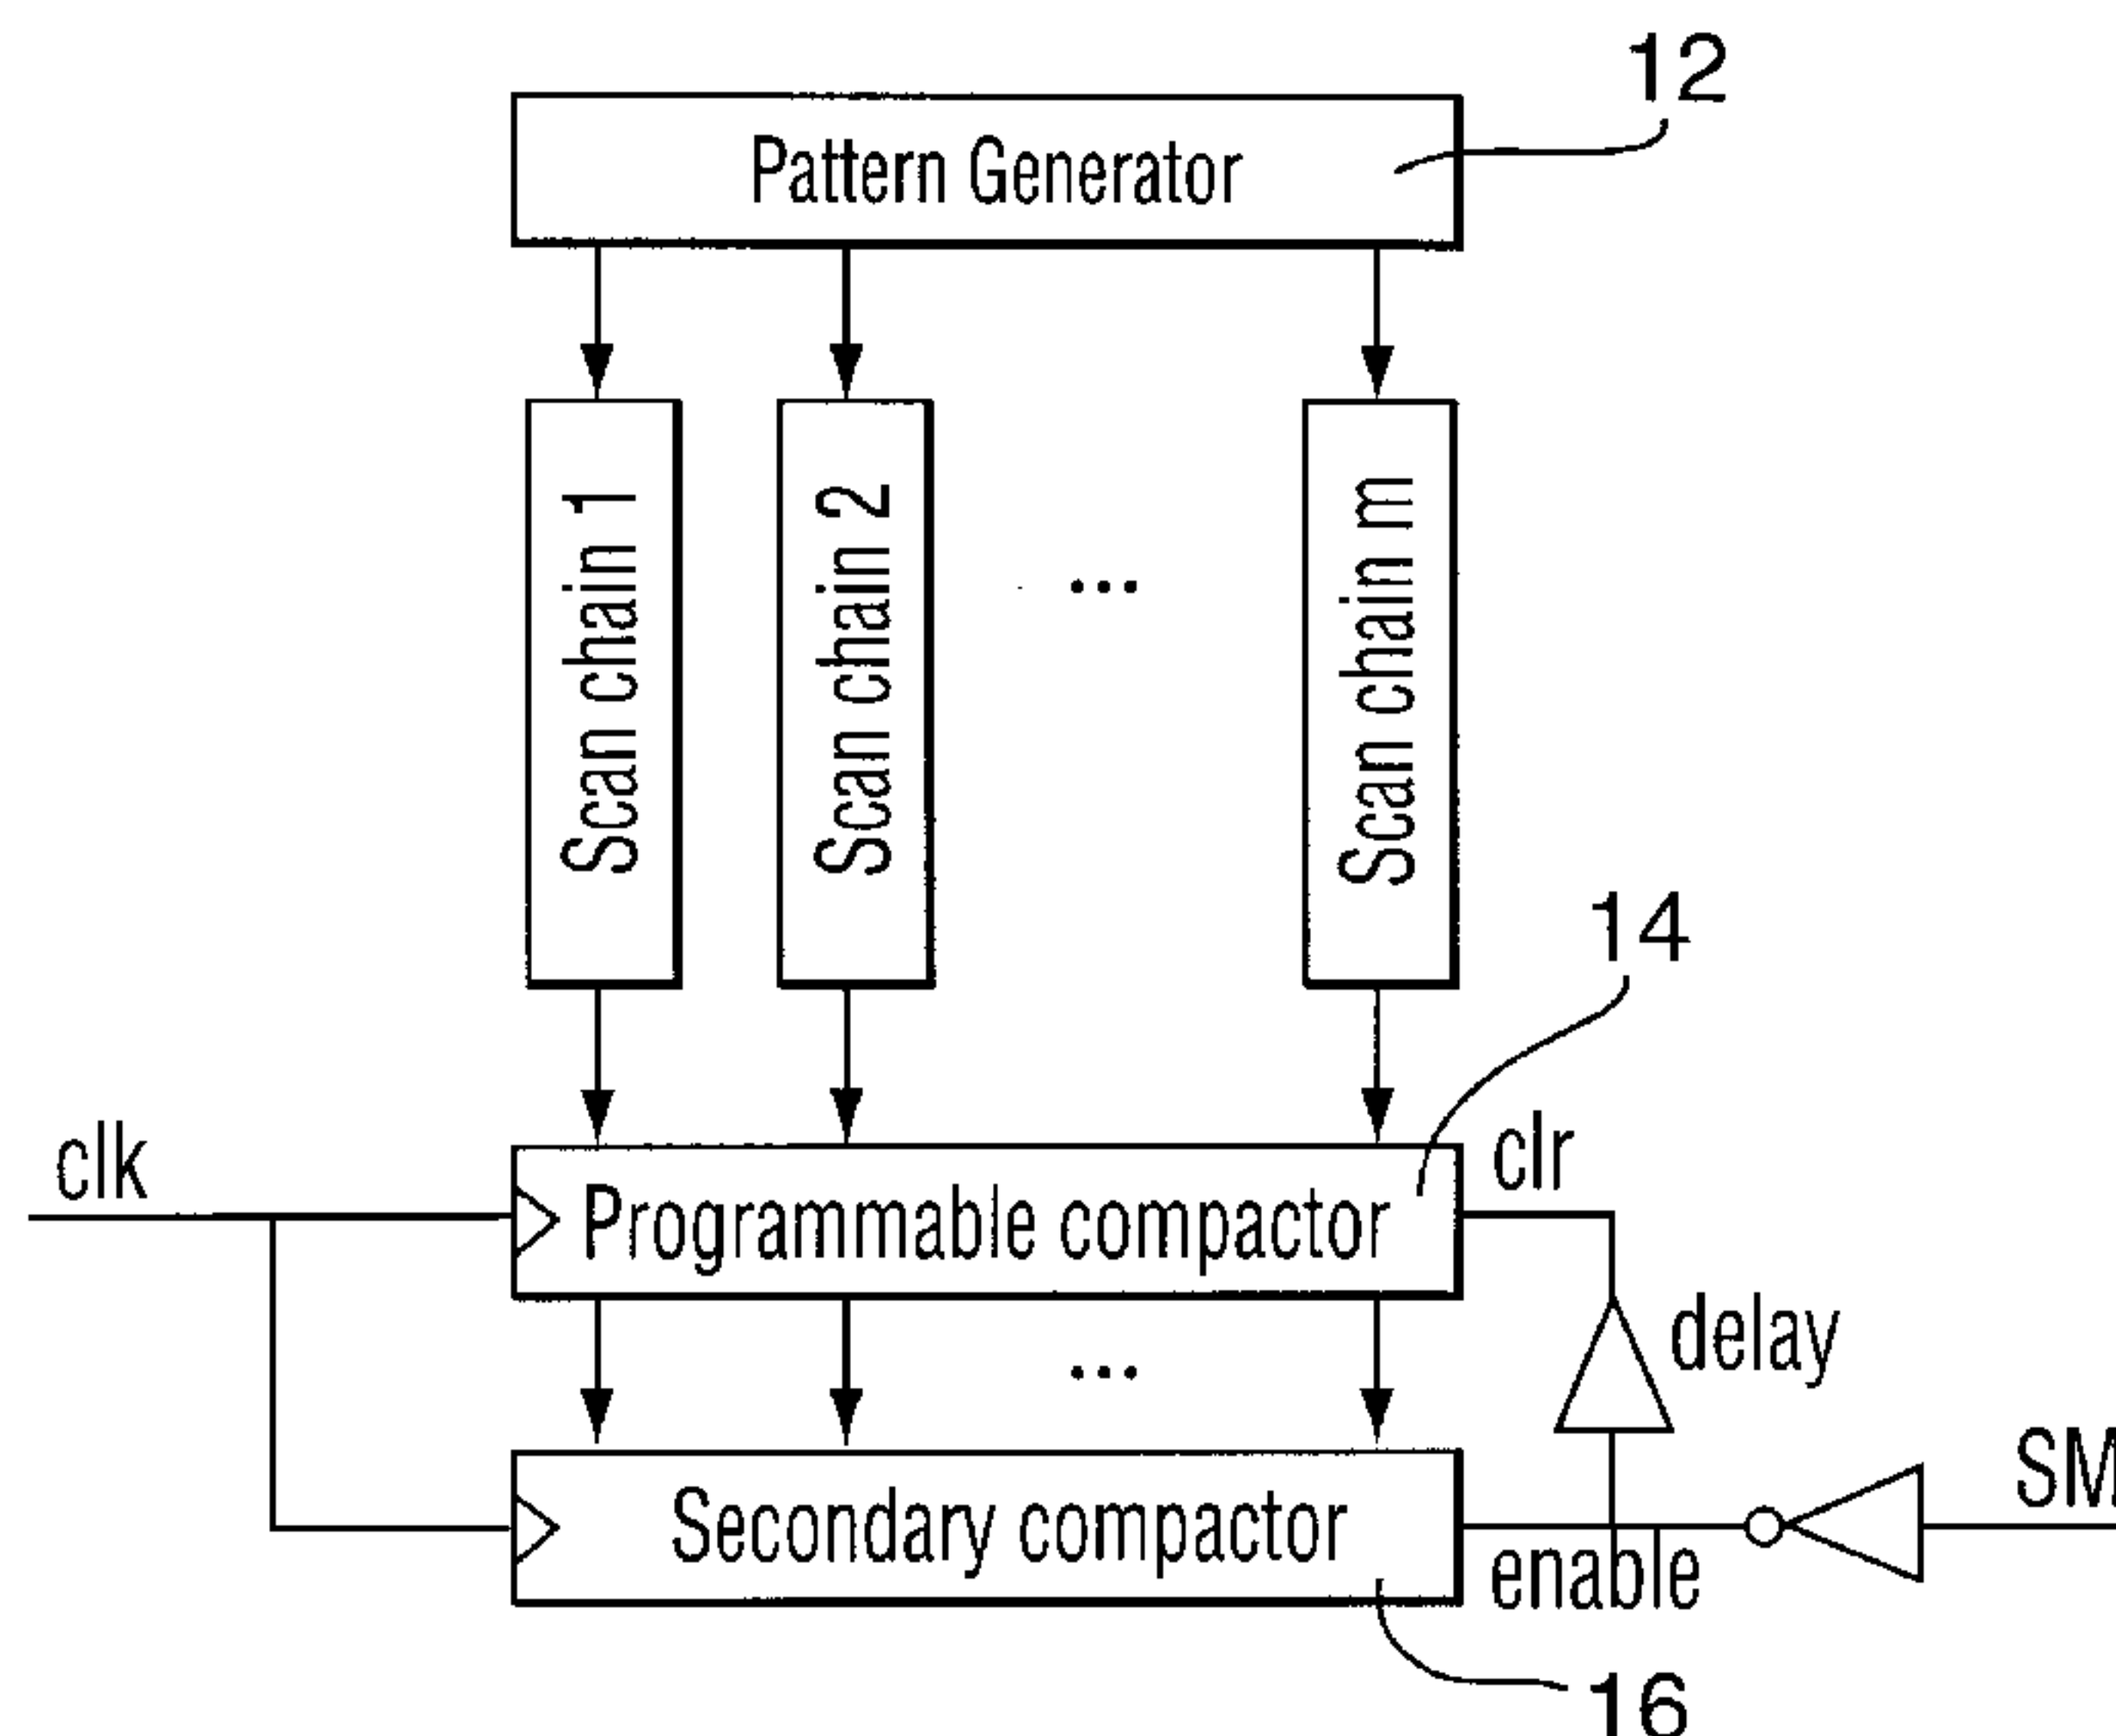 12
Pattern Generator
Scan chain 1
Scan chain 2
...
Scan chain m
14
clk
clr
Programmable compactor
delay
...
SM
Secondary compactor
enable
16